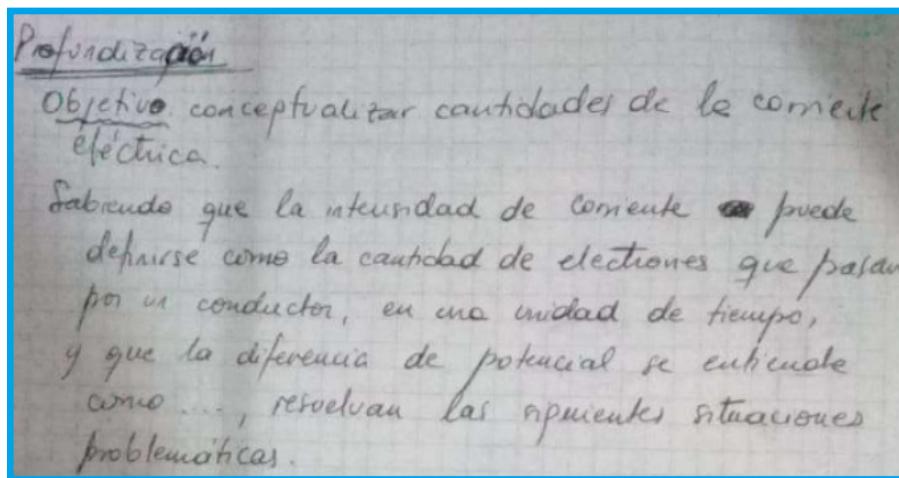 Profundización
Objetivo. conceptualizar cantidades de la corriente
eléctrica.
Sabiendo que la intensidad de corriente puede
definirse como la cantidad de electrones que pasan
por un conductor, en una unidad de tiempo,
y que la diferencia de potencial se entiende
como ..., resuelvan las siguientes situaciones
problemáticas.